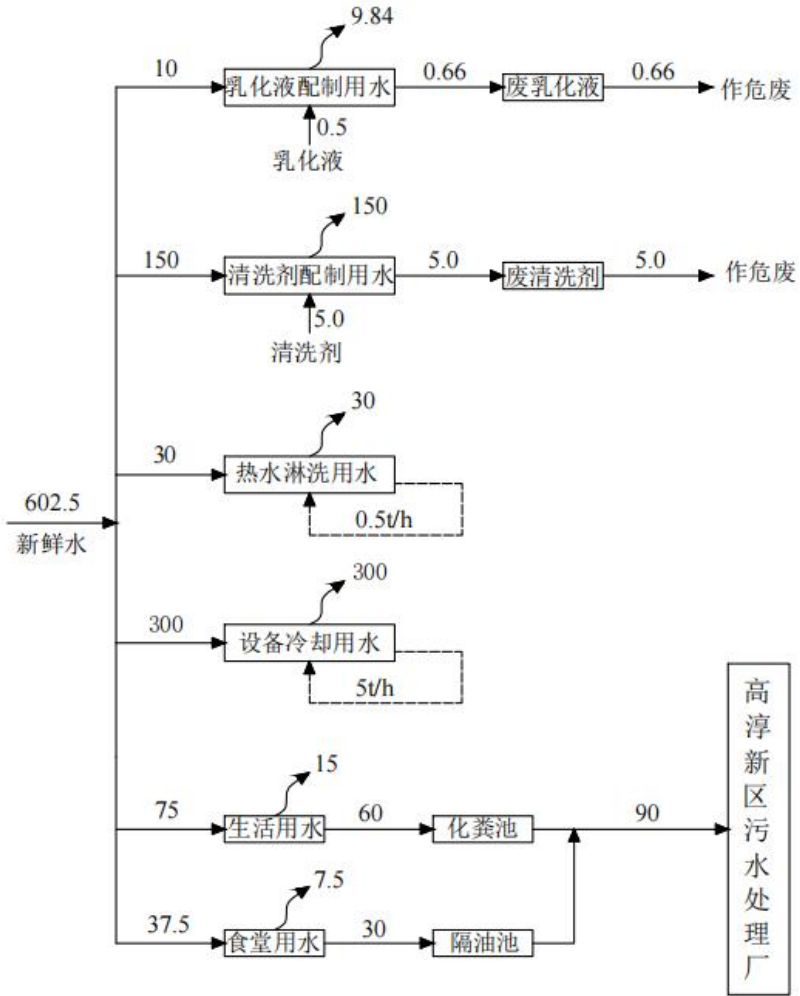 9.84
10
乳化液配制用水
0.66
废乳化液
0.66
作危废
0.5
乳化液
150
150
清洗剂配制用水
5.0
废清洗剂
5.0
作危废
5.0
清洗剂
30
30
热水淋洗用水
0.5t/h
602.5
新鲜水
300
300
设备冷却用水
5t/h
15
75
生活用水
60
化粪池
90
高淳新区污水处理厂
7.5
37.5
食堂用水
30
隔油池